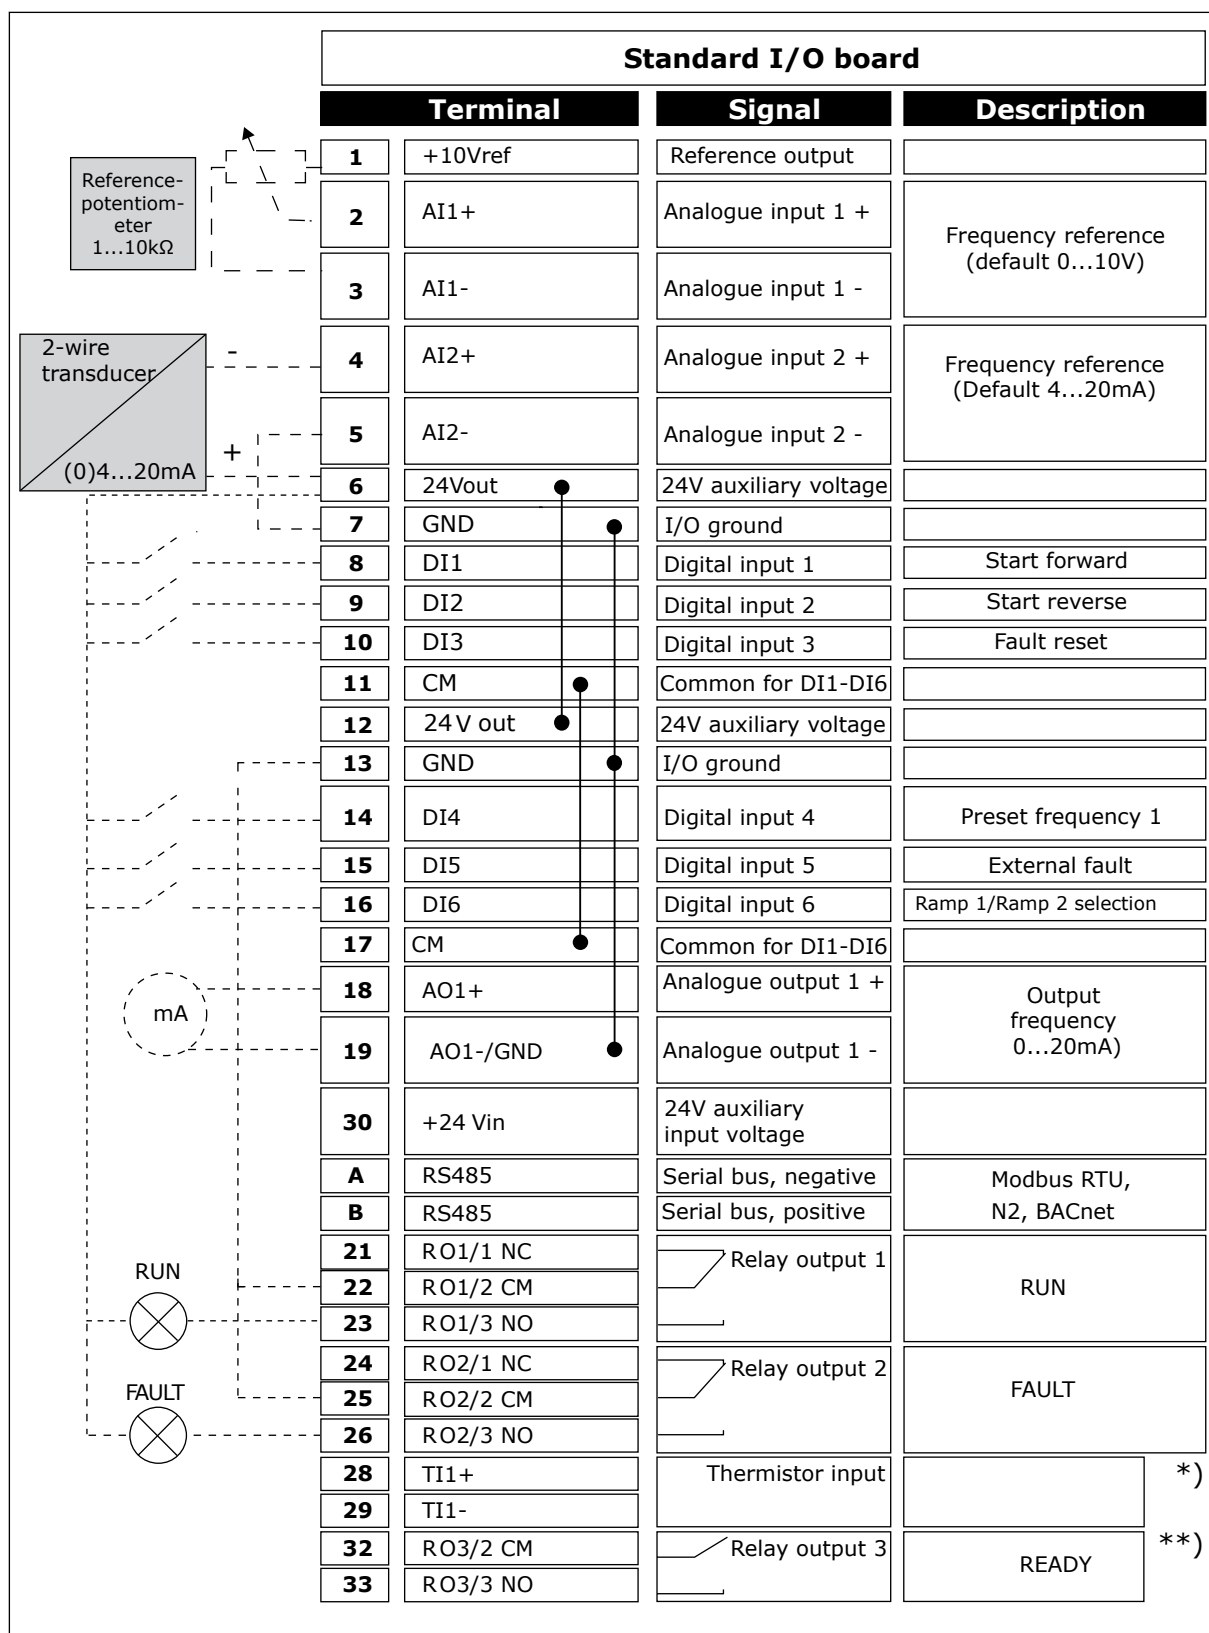 Standard I/O board
Terminal Signal Description
Reference-
potentiom-
eter
1...10kΩ
1 +10Vref Reference output
2 AI1+ Analogue input 1 +
Frequency reference
(default 0...10V)
3 AI1- Analogue input 1 -
2-wire
transducer
(0)4...20mA
-
+
4 AI2+ Analogue input 2 +
Frequency reference
(Default 4...20mA)
5 AI2- Analogue input 2 -
6 24Vout 24V auxiliary voltage
7 GND I/O ground
8 DI1 Digital input 1 Start forward
9 DI2 Digital input 2 Start reverse
10 DI3 Digital input 3 Fault reset
11 CM Common for DI1-DI6
12 24V out 24V auxiliary voltage
13 GND I/O ground
14 DI4 Digital input 4 Preset frequency 1
15 DI5 Digital input 5 External fault
16 DI6 Digital input 6 Ramp 1/Ramp 2 selection
17 CM Common for DI1-DI6
mA
18 AO1+ Analogue output 1 +
Output
frequency
0...20mA)
19 AO1-/GND Analogue output 1 -
30 +24 Vin 24V auxiliary
input voltage
A RS485 Serial bus, negative
Modbus RTU,
N2, BACnet
B RS485 Serial bus, positive
21 RO1/1 NC Relay output 1
RUN
22 RO1/2 CM RUN
23 RO1/3 NO
24 RO2/1 NC Relay output 2
FAULT
25 RO2/2 CM FAULT
26 RO2/3 NO
28 TI1+ Thermistor input *)
29 TI1-
32 RO3/2 CM Relay output 3 READY **)
33 RO3/3 NO